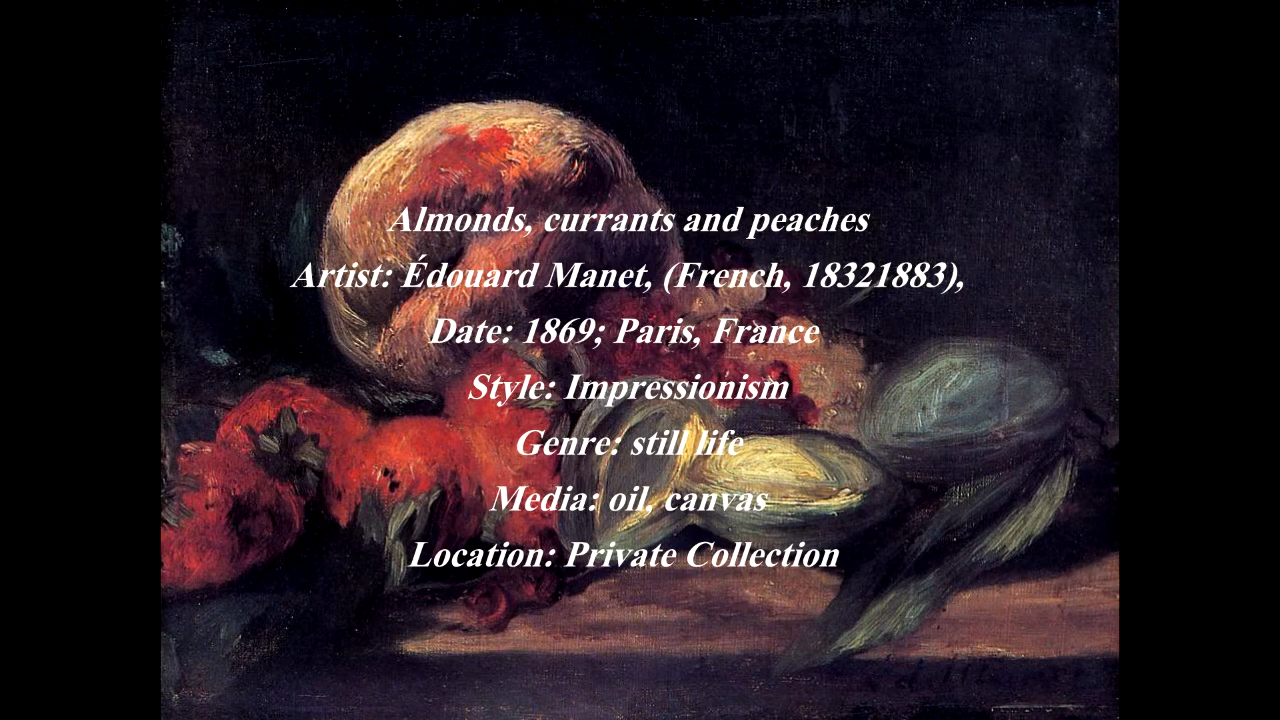 Almonds, currants and peaches
Artist: Édouard Manet, (French, 18321883),
Date: 1869; Paris, France
Style: Impressionism
Genre: still life
Media: oil, canvas
Location: Private Collection